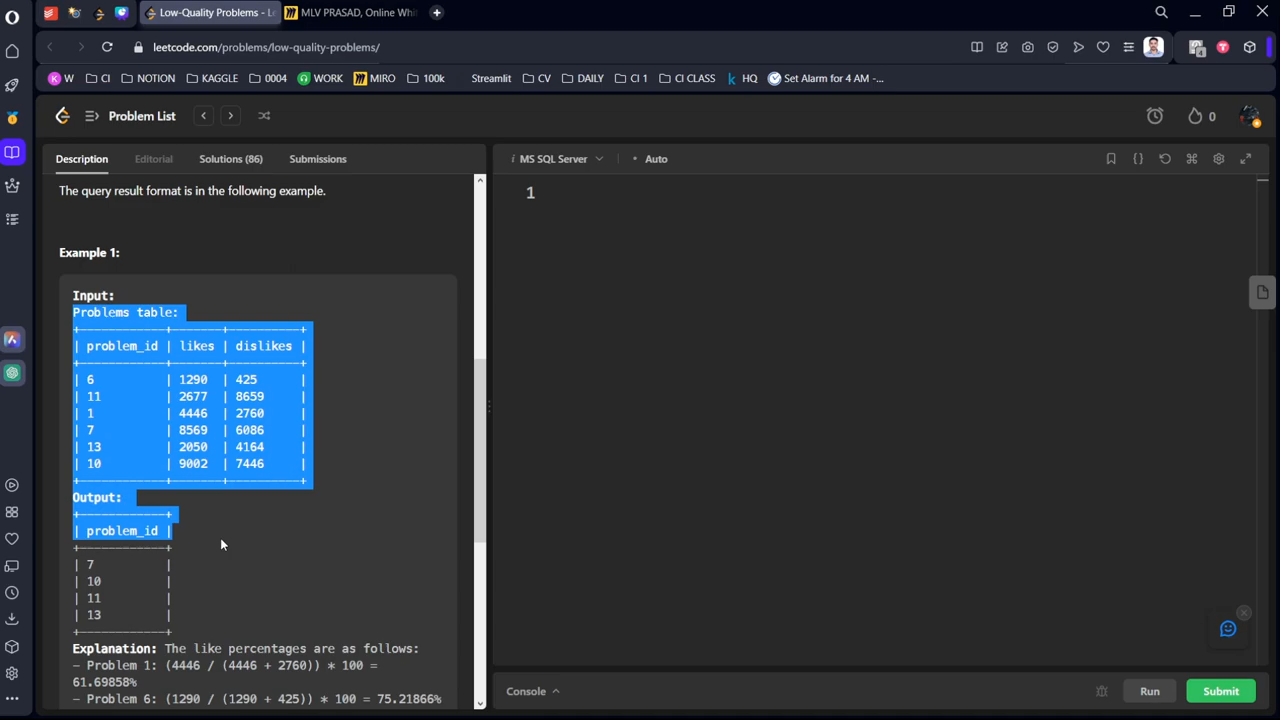 Low-Quality Problems - Le
MLV PRASAD, Online Whit
leetcode.com/problems/low-quality-problems/
W
CI
NOTION
KAGGLE
0004
WORK
MIRO
100k
Streamlit
CV
DAILY
CI 1
CI CLASS
HQ
Set Alarm for 4 AM -...
Problem List
0
Description
Editorial
Solutions (86)
Submissions
i MS SQL Server
• Auto
The query result format is in the following example.
1
Example 1:
Input:
Problems table:
+------------+-------+----------+
| problem_id | likes | dislikes |
+------------+-------+----------+
| 6 | 1290 | 425 |
| 11 | 2677 | 8659 |
| 1 | 4446 | 2760 |
| 7 | 8569 | 6086 |
| 13 | 2050 | 4164 |
| 10 | 9002 | 7446 |
+------------+-------+----------+
Output:
+------------+
| problem_id |
+------------+
| 7 |
| 10 |
| 11 |
| 13 |
+------------+
Explanation: The like percentages are as follows:
- Problem 1: (4446 / (4446 + 2760)) * 100 =
61.69858%
- Problem 6: (1290 / (1290 + 425)) * 100 = 75.21866%
Console
Run
Submit